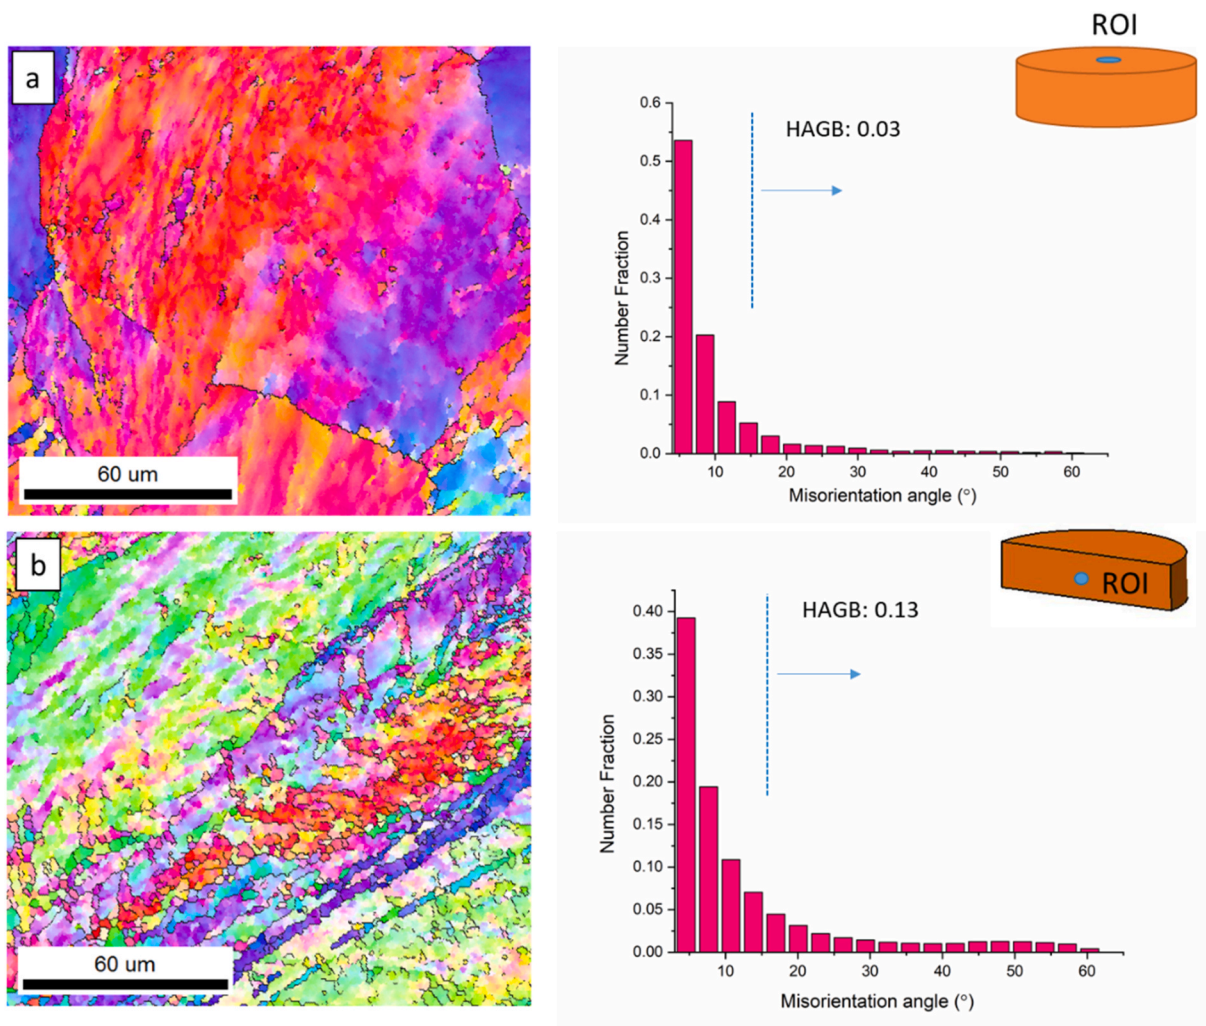 a
60 um
ROI
HAGB: 0.03
0.6
0.5
0.4
0.3
0.2
0.1
0.0
Number Fraction
10 20 30 40 50 60
Misorientation angle (°)
b
60 um
ROI
HAGB: 0.13
0.40
0.35
0.30
0.25
0.20
0.15
0.10
0.05
0.00
Number Fraction
10 20 30 40 50 60
Misorientation angle (°)